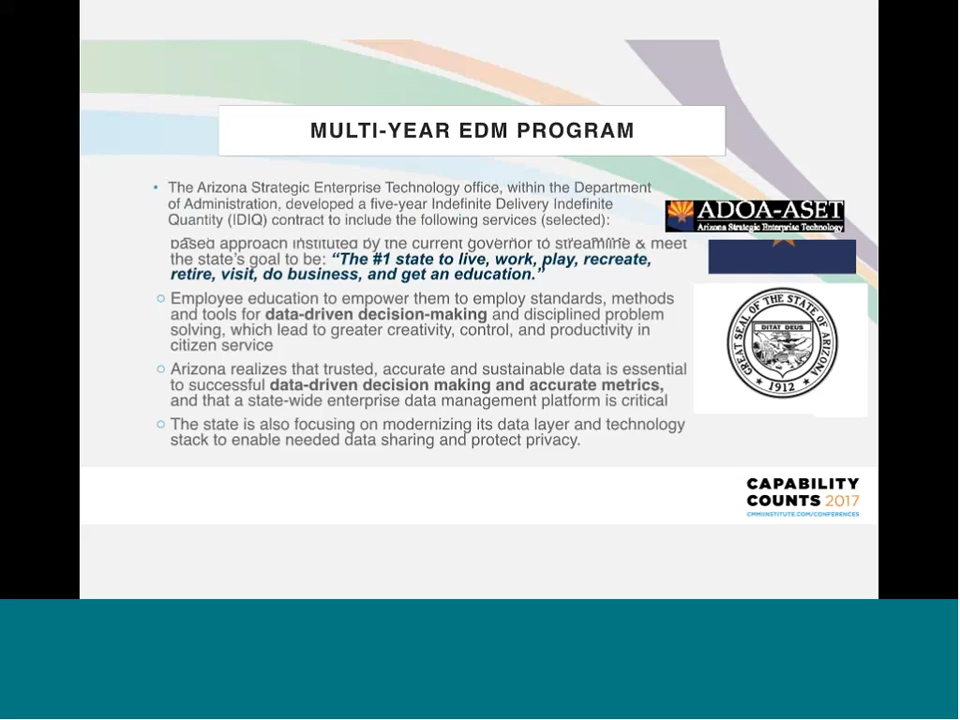 MULTI-YEAR EDM PROGRAM
• The Arizona Strategic Enterprise Technology office, within the Department
of Administration, developed a five-year Indefinite Delivery Indefinite
Quantity (IDIQ) contract to include the following services (selected):
based approach instituted by the current governor to streamline & meet
the state's goal to be: “The #1 state to live, work, play, recreate,
retire, visit, do business, and get an education.”
Employee education to empower them to employ standards, methods
and tools for data-driven decision-making and disciplined problem
solving, which lead to greater creativity, control, and productivity in
citizen service
Arizona realizes that trusted, accurate and sustainable data is essential
to successful data-driven decision making and accurate metrics,
and that a state-wide enterprise data management platform is critical
The state is also focusing on modernizing its data layer and technology
stack to enable needed data sharing and protect privacy.
ADOA-ASET
Arizona Strategic Enterprise Technology
GREAT SEAL OF THE STATE OF ARIZONA
DITAT DEUS
1912
CAPABILITY
COUNTS 2017
CMMIINSTITUTE.COM/CONFERENCES